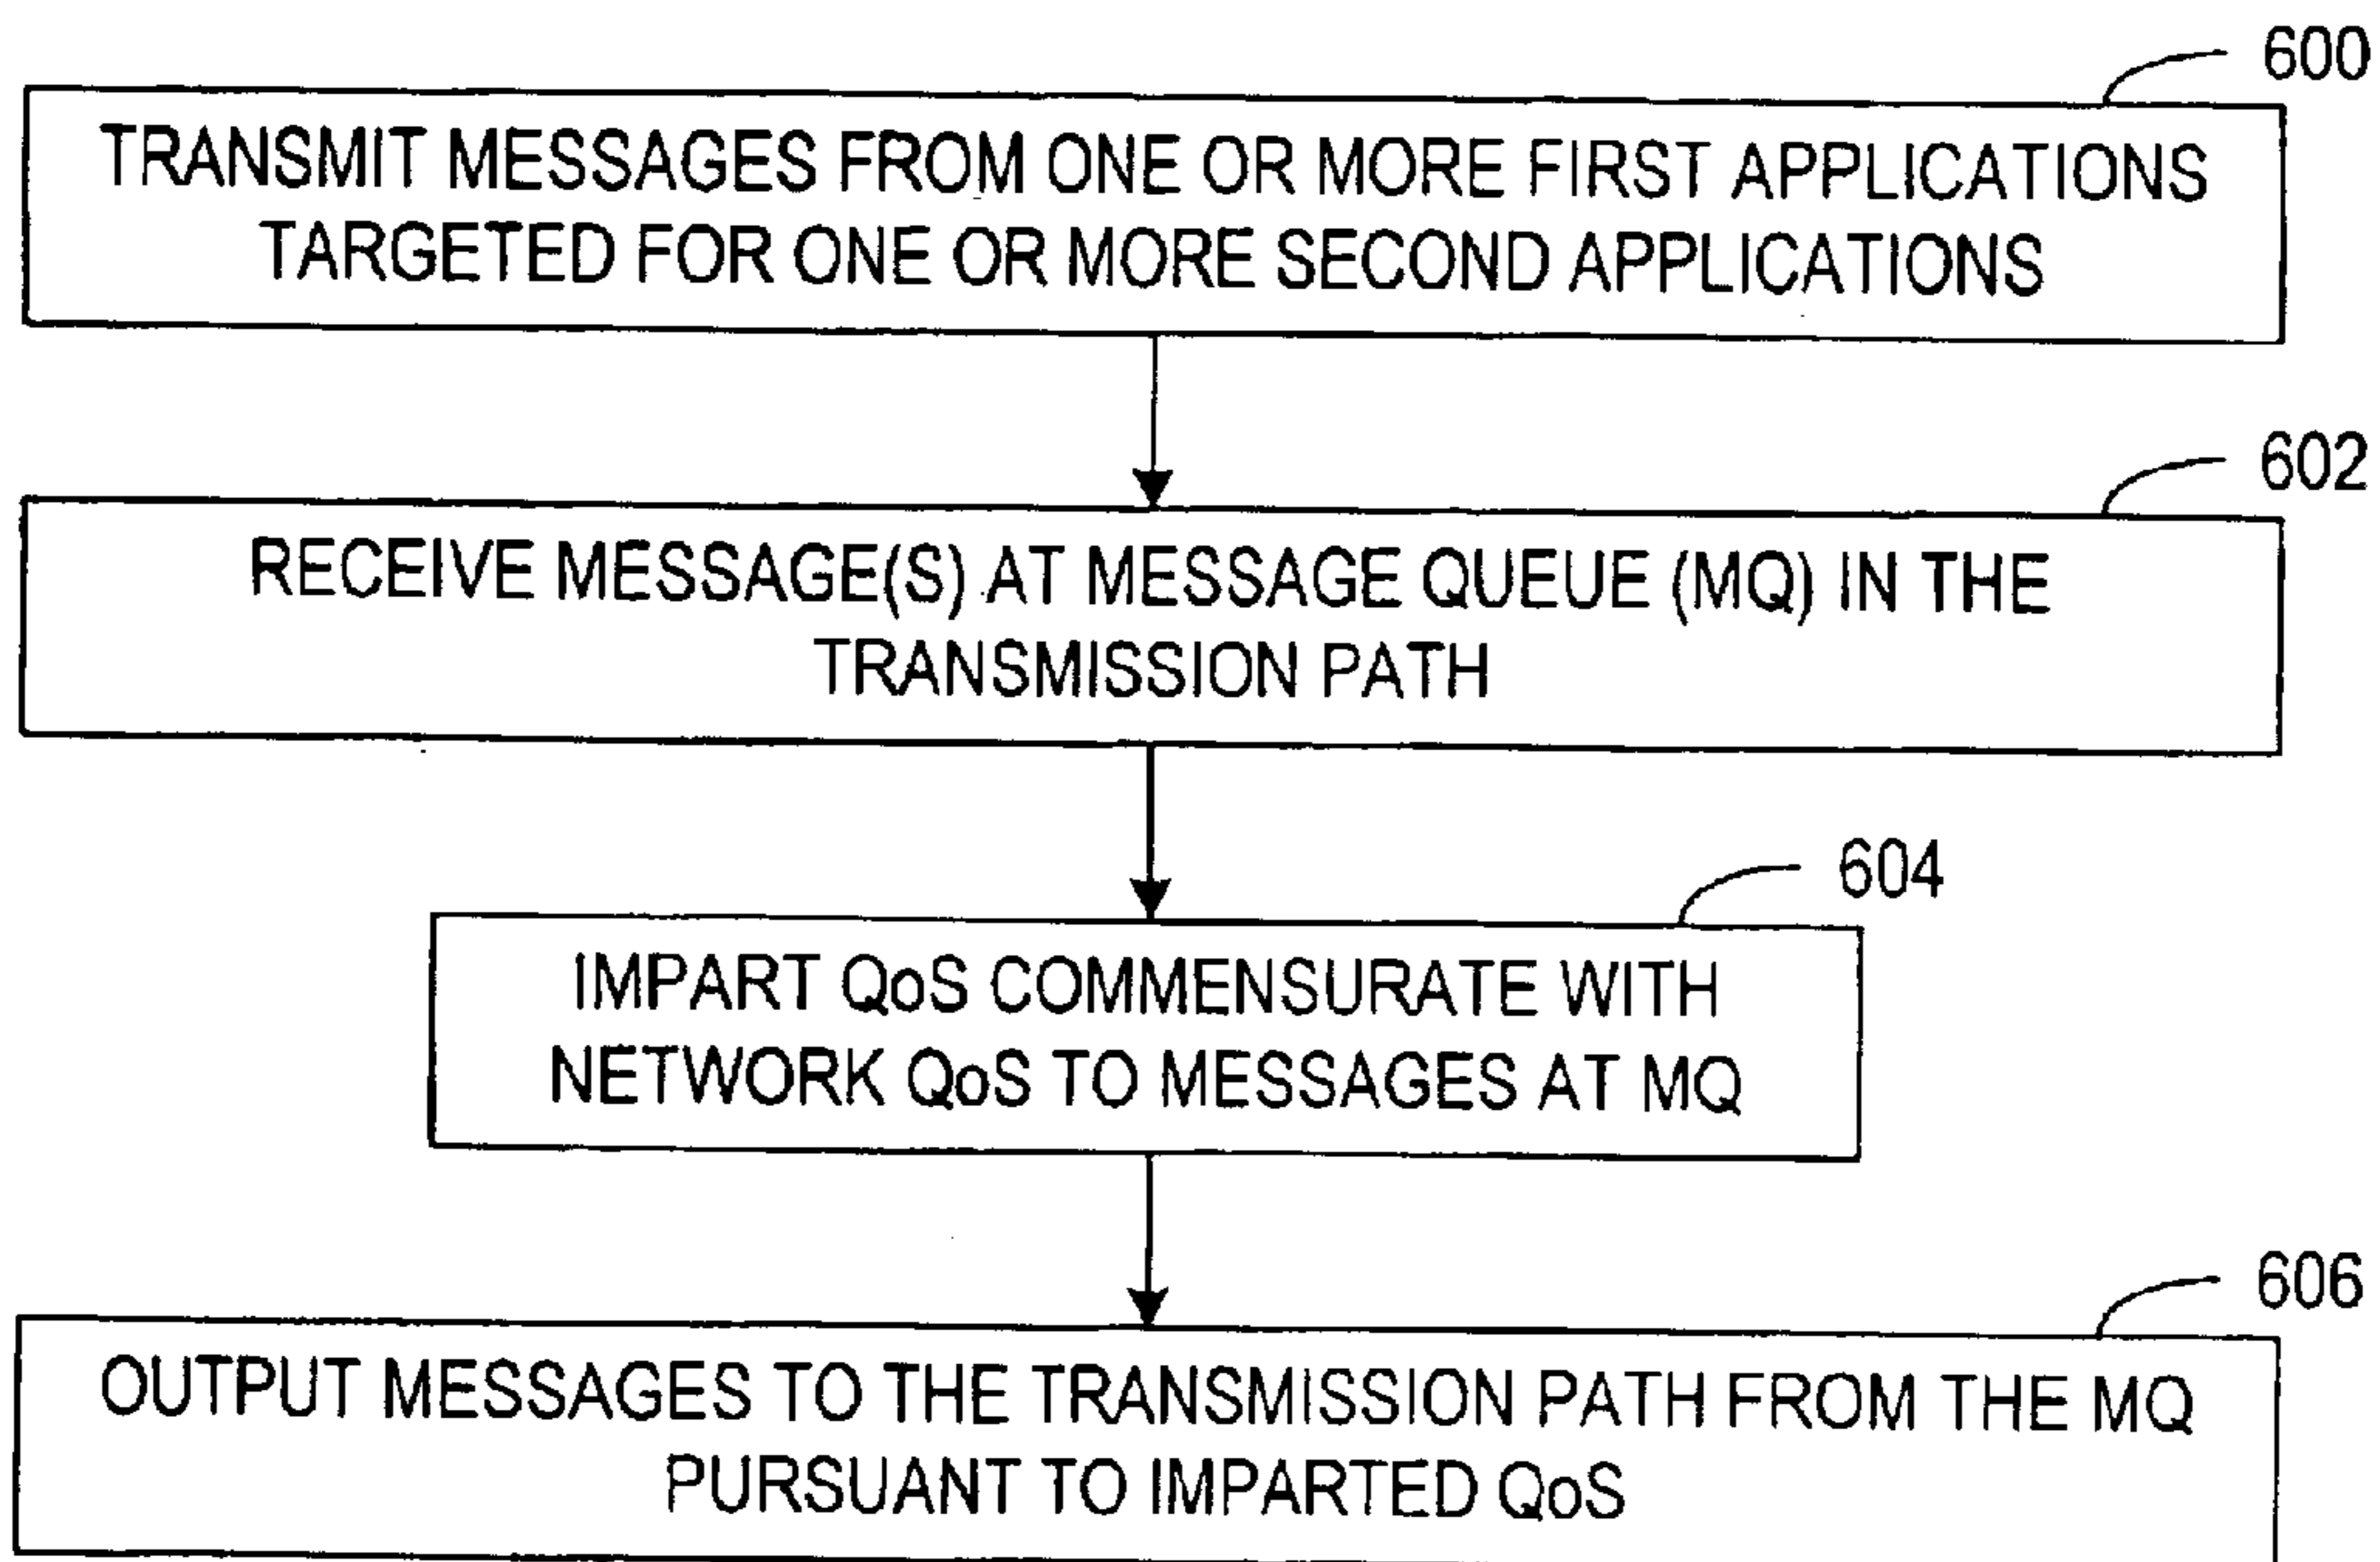 600
TRANSMIT MESSAGES FROM ONE OR MORE FIRST APPLICATIONS
TARGETED FOR ONE OR MORE SECOND APPLICATIONS
602
RECEIVE MESSAGE(S) AT MESSAGE QUEUE (MQ) IN THE
TRANSMISSION PATH
604
IMPART QoS COMMENSURATE WITH
NETWORK QoS TO MESSAGES AT MQ
606
OUTPUT MESSAGES TO THE TRANSMISSION PATH FROM THE MQ
PURSUANT TO IMPARTED QoS